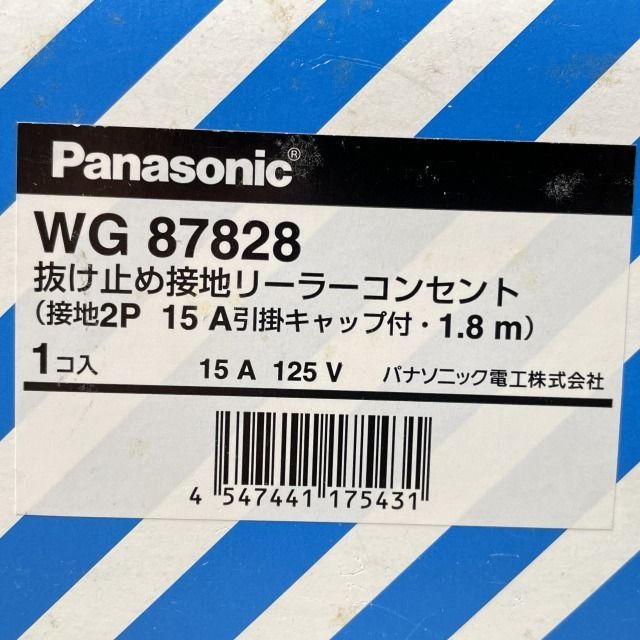 Panasonic®
WG 87828
抜け止め接地リーラーコンセント
(接地2P 15 A引掛キャップ付・1.8 m)
1コ入 15 A 125 V パナソニック電工株式会社
4 547441 175431